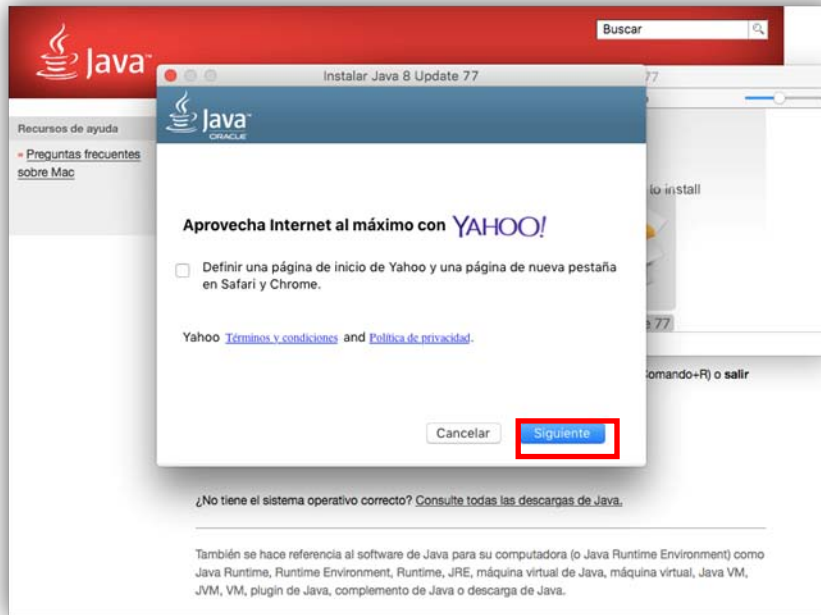 Buscar
Java
Instalar Java 8 Update 77
77
Java
ORACLE
Recursos de ayuda
» Preguntas frecuentes
sobre Mac
to install
Aprovecha Internet al máximo con YAHOO!
Definir una página de inicio de Yahoo y una página de nueva pestaña
en Safari y Chrome.
77
Yahoo Términos y condiciones and Política de privacidad.
Comando+R) o salir
Cancelar
Siguiente
¿No tiene el sistema operativo correcto? Consulte todas las descargas de Java.
También se hace referencia al software de Java para su computadora (o Java Runtime Environment) como
Java Runtime, Runtime Environment, Runtime, JRE, máquina virtual de Java, máquina virtual, Java VM,
JVM, VM, plugin de Java, complemento de Java o descarga de Java.